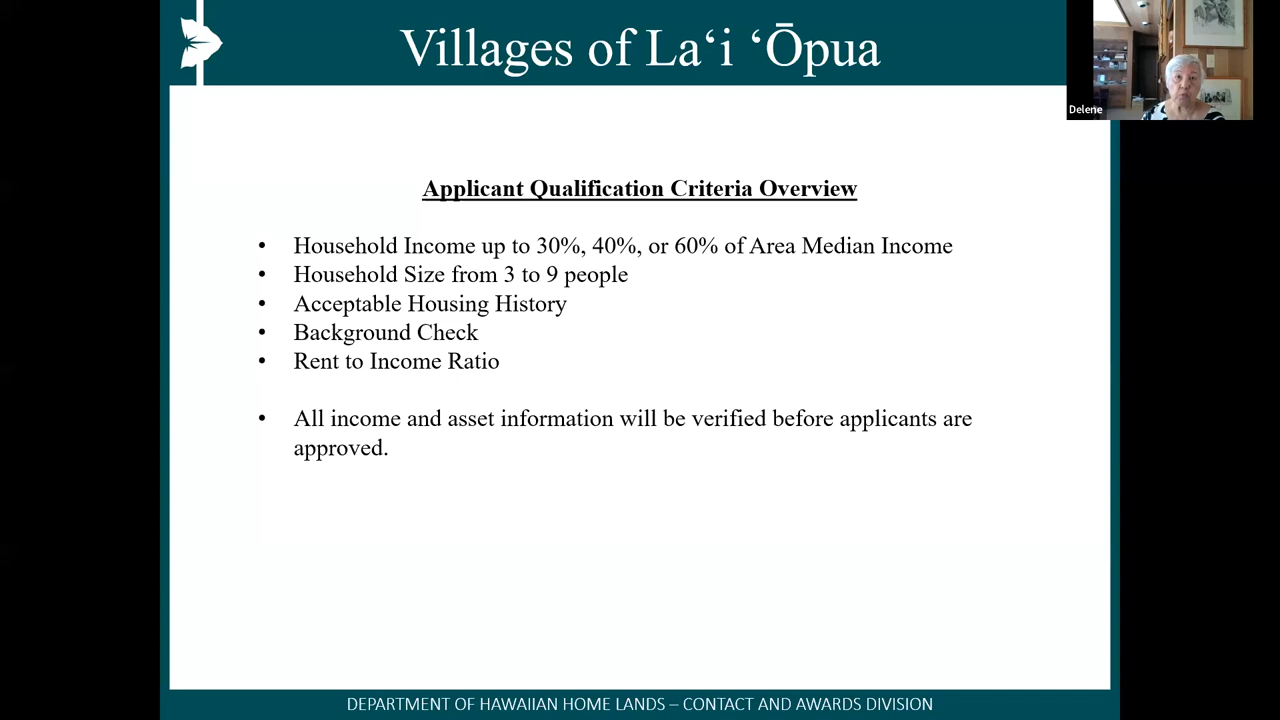 Villages of Laʻi ʻŌpua
Delene
Applicant Qualification Criteria Overview
• Household Income up to 30%, 40%, or 60% of Area Median Income
• Household Size from 3 to 9 people
• Acceptable Housing History
• Background Check
• Rent to Income Ratio
• All income and asset information will be verified before applicants are
approved.
DEPARTMENT OF HAWAIIAN HOME LANDS – CONTACT AND AWARDS DIVISION